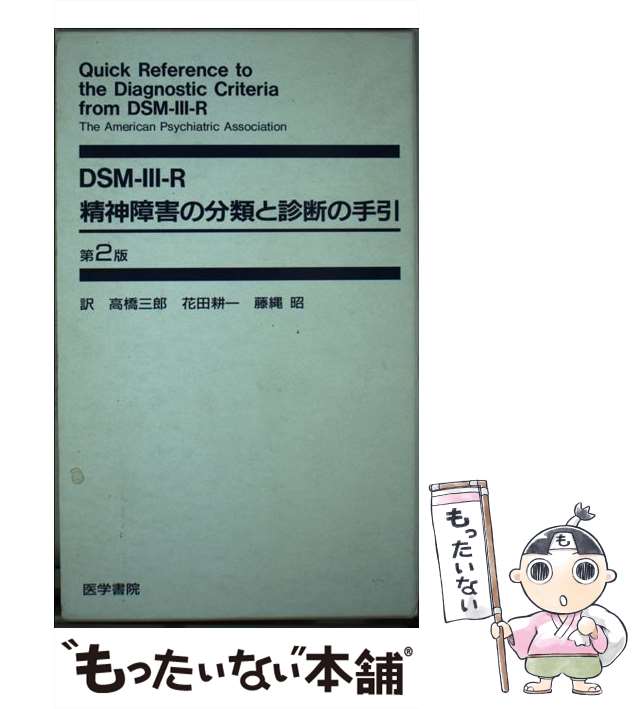 Quick Reference to
the Diagnostic Criteria
from DSM-III-R
The American Psychiatric Association
DSM-III-R
精神障害の分類と診断の手引
第2版
訳 高橋三郎 花田耕一 藤縄 昭
医学書院
も
もったいない
"もったいない"本舗®